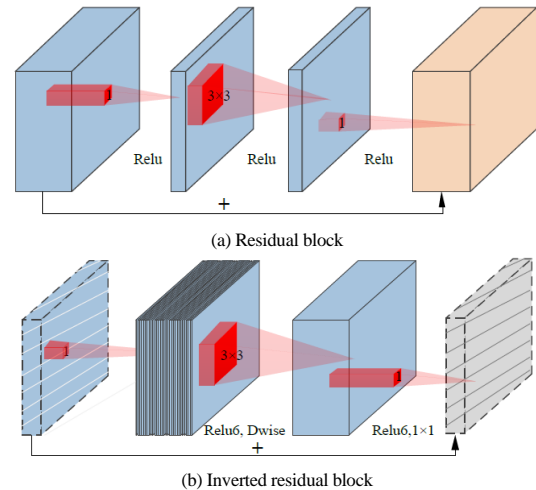 1
3×3
1
Relu
Relu
Relu
+
(a) Residual block
1
3×3
1
Relu6, Dwise
Relu6,1×1
+
(b) Inverted residual block